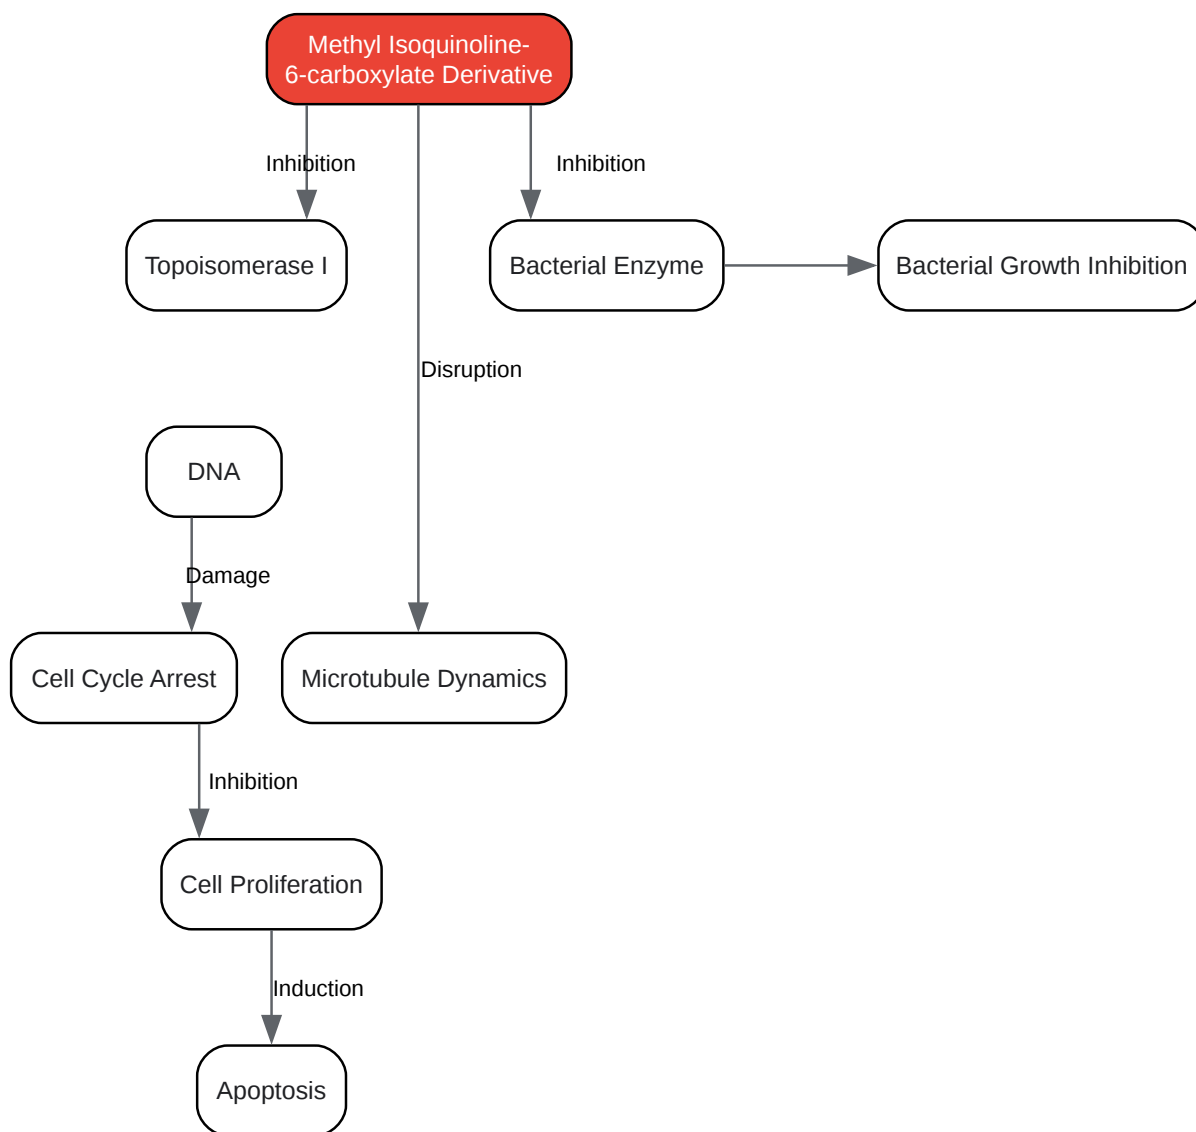 Methyl Isoquinoline-
6-carboxylate Derivative
Inhibition
Inhibition
Topoisomerase I
Bacterial Enzyme
Bacterial Growth Inhibition
Disruption
DNA
Damage
Cell Cycle Arrest
Microtubule Dynamics
Inhibition
Cell Proliferation
Induction
Apoptosis